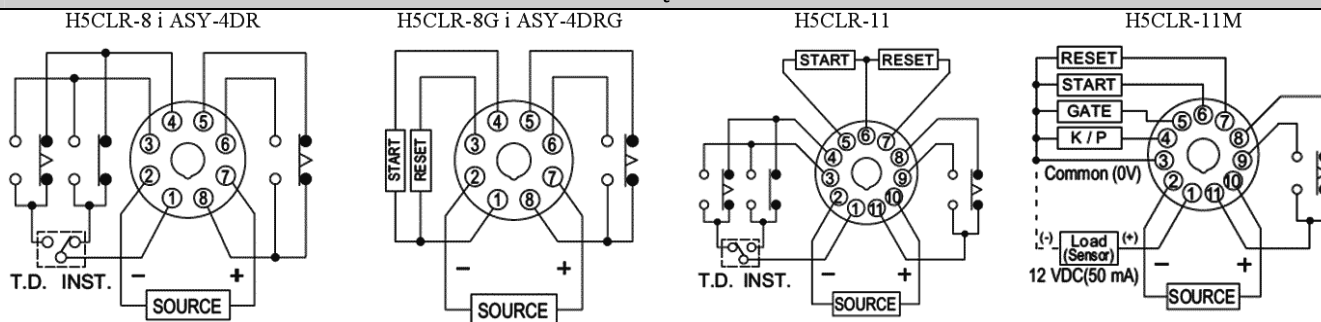 H5CLR-8 i ASY-4DR
4 5
3 6
2 7
1 8
T.D. INST.
− +
SOURCE
H5CLR-8G i ASY-4DRG
START
RESET
4 5
3 6
2 7
1 8
− +
SOURCE
H5CLR-11
START RESET
5 6 7
4 8
3 9
2 10
1 11
T.D. INST.
− +
SOURCE
H5CLR-11M
RESET
START
GATE
K / P
Common (0V)
5 6 7
4 8
3 9
2 10
1 11
(-) Load (+)
(Sensor)
12 VDC(50 mA)
− +
SOURCE